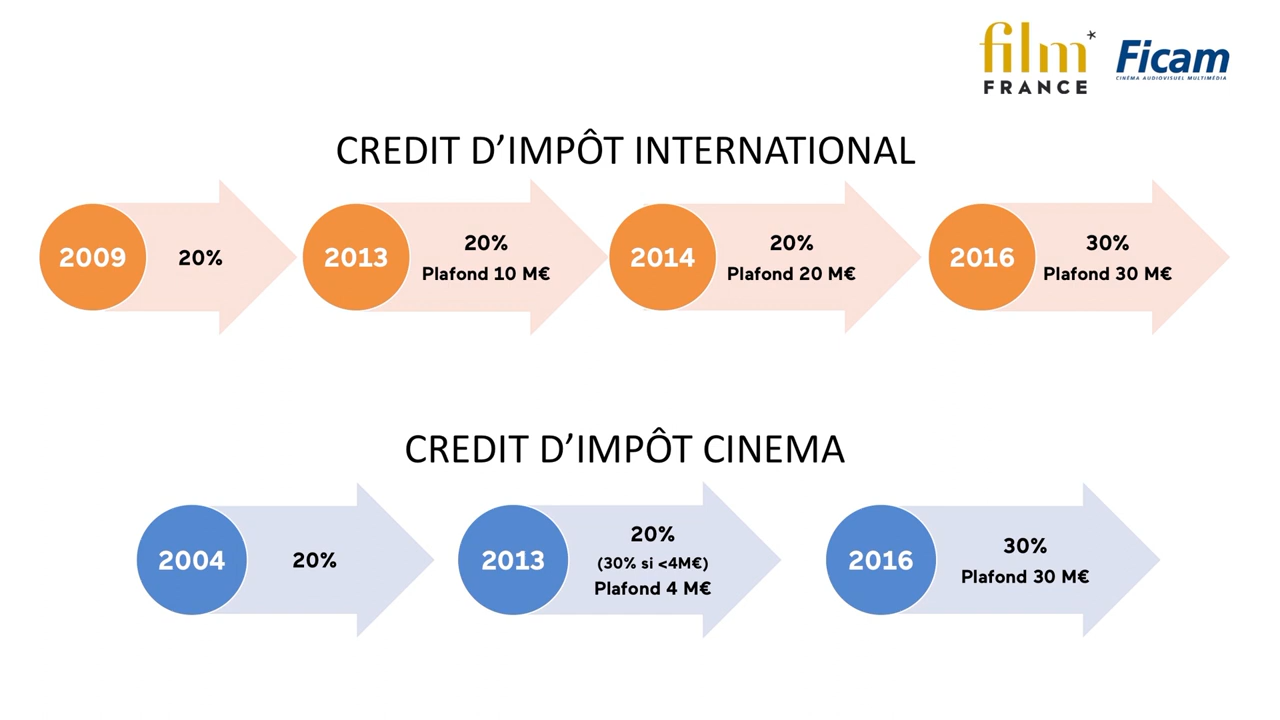 film*
FRANCE
Ficam
CINÉMA AUDIOVISUEL MULTIMÉDIA
CREDIT D’IMPÔT INTERNATIONAL
2009
20%
2013
20%
Plafond 10 M€
2014
20%
Plafond 20 M€
2016
30%
Plafond 30 M€
CREDIT D’IMPÔT CINEMA
2004
20%
2013
20%
(30% si <4M€)
Plafond 4 M€
2016
30%
Plafond 30 M€